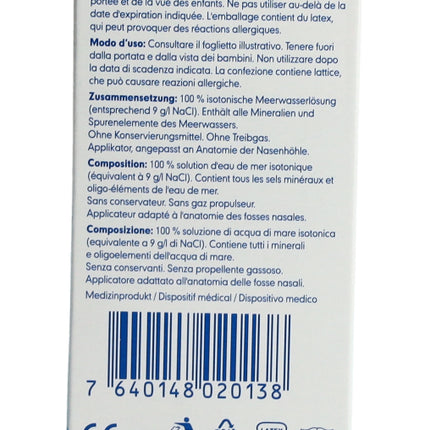 portée et de la vue des enfants. Ne pas utiliser au-delà de la
date d'expiration indiquée. L'emballage contient du latex,
qui peut provoquer des réactions allergiques.
Modo d'uso: Consultare il foglietto illustrativo. Tenere fuori
dalla portata e dalla vista dei bambini. Non utilizzare dopo
la data di scadenza indicata. La confezione contiene lattice,
che può causare reazioni allergiche.
Zusammensetzung: 100 % isotonische Meerwasserlösung
(entsprechend 9 g/l NaCl). Enthält alle Mineralien und
Spurenelemente des Meerwassers.
Ohne Konservierungsmittel. Ohne Treibgas.
Applikator, angepasst an Anatomie der Nasenhöhle.
Composition: 100 % solution d'eau de mer isotonique
(équivalent à 9 g/l NaCl). Contient tous les sels minéraux et
oligo-éléments de l'eau de mer.
Sans conservateur. Sans gaz propulseur.
Applicateur adapté à l'anatomie des fosses nasales.
Composizione: 100 % soluzione di acqua di mare isotonica
(equivalente a 9 g/l di NaCl). Contiene tutti i minerali
e oligoelementi dell'acqua di mare.
Senza conservanti. Senza propellente gassoso.
Applicatore adattato all'anatomia delle fosse nasali.
Medizinprodukt / Dispositif médical / Dispositivo medico
7 640148 020138
CE
LATEX